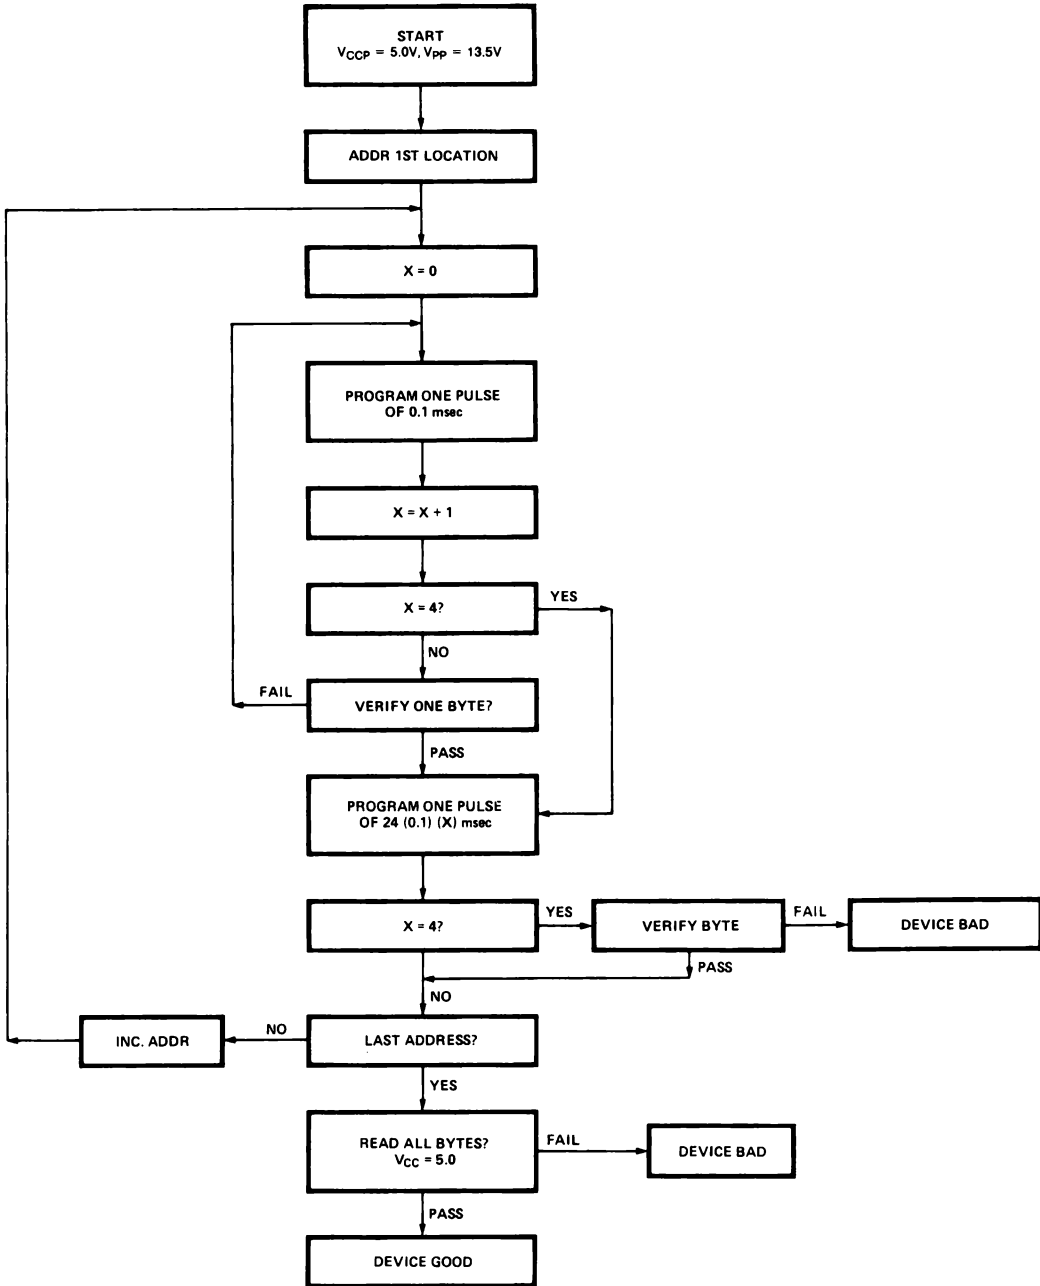 START
VCCP = 5.0V, VPP = 13.5V
ADDR 1ST LOCATION
X = 0
PROGRAM ONE PULSE
OF 0.1 msec
X = X + 1
X = 4?
YES
NO
VERIFY ONE BYTE?
FAIL
PASS
PROGRAM ONE PULSE
OF 24 (0.1) (X) msec
X = 4?
YES
VERIFY BYTE
FAIL
DEVICE BAD
PASS
NO
LAST ADDRESS?
NO
INC. ADDR
YES
READ ALL BYTES?
VCC = 5.0
FAIL
DEVICE BAD
PASS
DEVICE GOOD